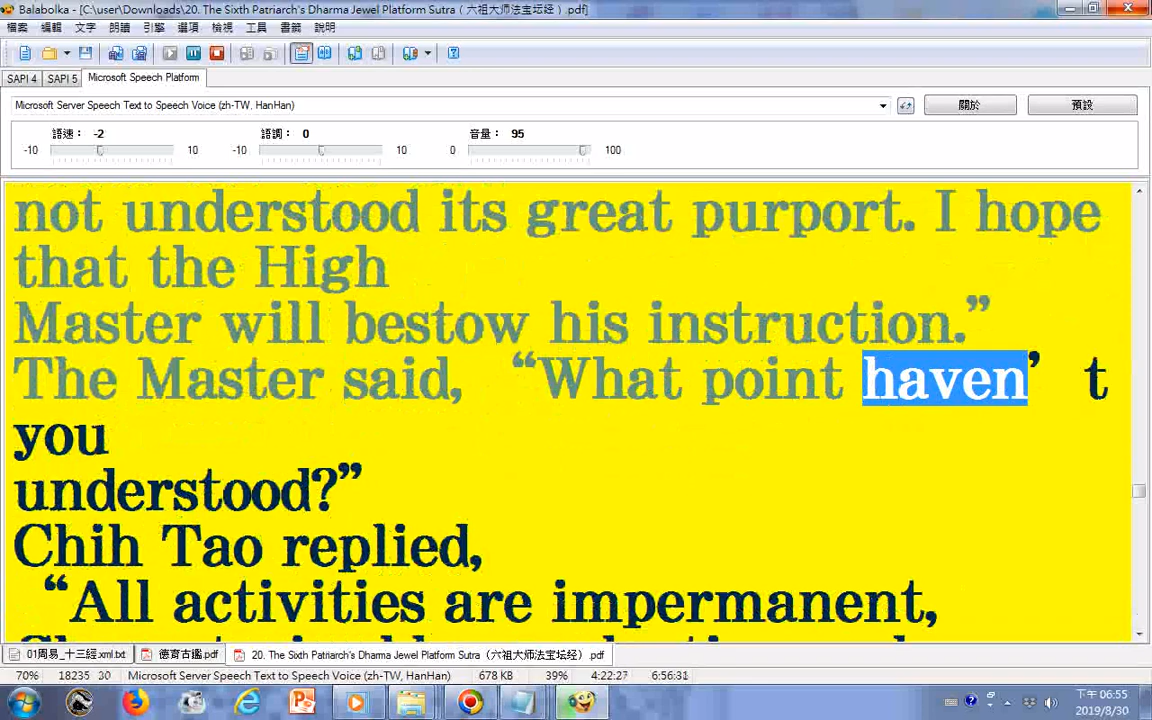 Balabolka - [C:\user\Downloads\20. The Sixth Patriarch's Dharma Jewel Platform Sutra（六祖大师法宝坛经）.pdf]
檔案 編輯 文字 朗讀 引擎 選項 檢視 工具 書籤 說明
SAPI 4 SAPI 5 Microsoft Speech Platform
Microsoft Server Speech Text to Speech Voice (zh-TW, HanHan) 關於 預設
語速： -2 語調： 0 音量： 95
-10 10 -10 10 0 100
not understood its great purport. I hope
that the High
Master will bestow his instruction.”
The Master said, “What point haven’ t
you
understood?”
Chih Tao replied,
“All activities are impermanent,
01周易_十三經.xml.txt 德育古鑑.pdf 20. The Sixth Patriarch's Dharma Jewel Platform Sutra（六祖大师法宝坛经）.pdf
70% 18235 30 Microsoft Server Speech Text to Speech Voice (zh-TW, HanHan) 678 KB 39% 4:22:27 6:56:31
下午 06:55
2019/8/30